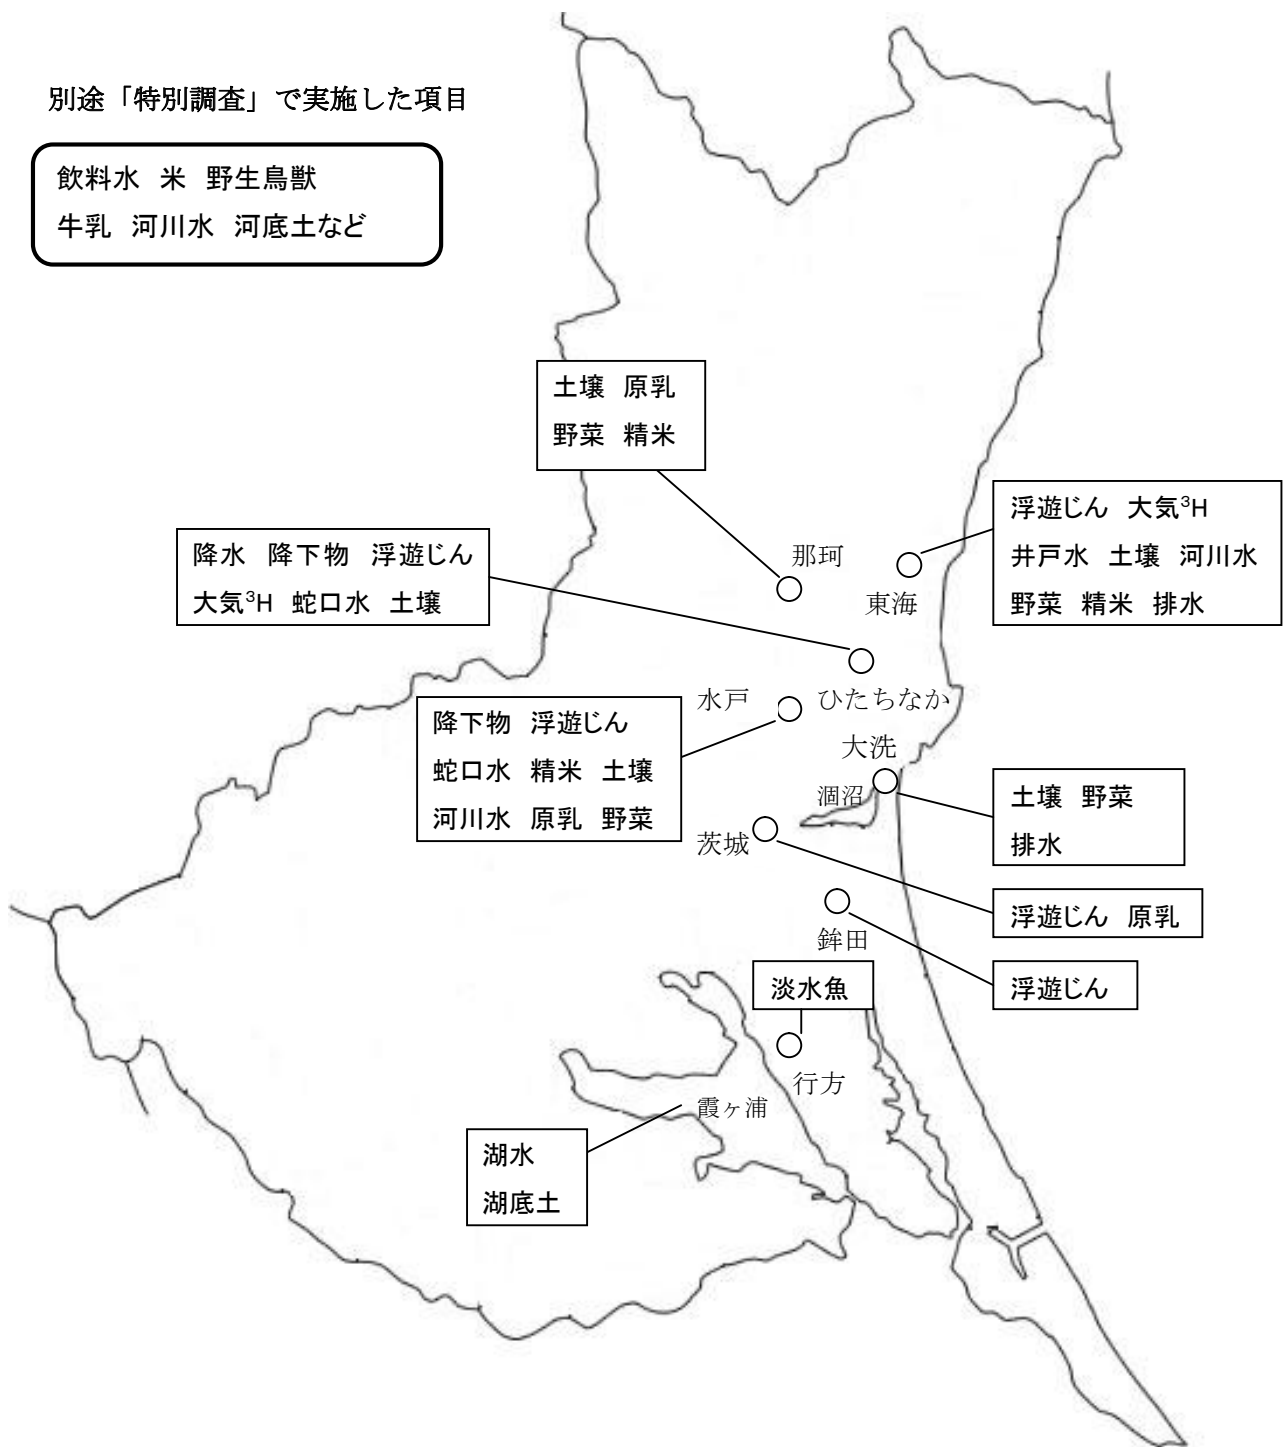 別途「特別調査」で実施した項目
飲料水 米 野生鳥獣
牛乳 河川水 河底土など
土壌 原乳
野菜 精米
浮遊じん 大気³H
井戸水 土壌 河川水
野菜 精米 排水
降水 降下物 浮遊じん
大気³H 蛇口水 土壌
那珂
東海
水戸
ひたちなか
降下物 浮遊じん
蛇口水 精米 土壌
河川水 原乳 野菜
大洗
涸沼
土壌 野菜
排水
茨城
浮遊じん 原乳
鉾田
浮遊じん
淡水魚
行方
霞ヶ浦
湖水
湖底土